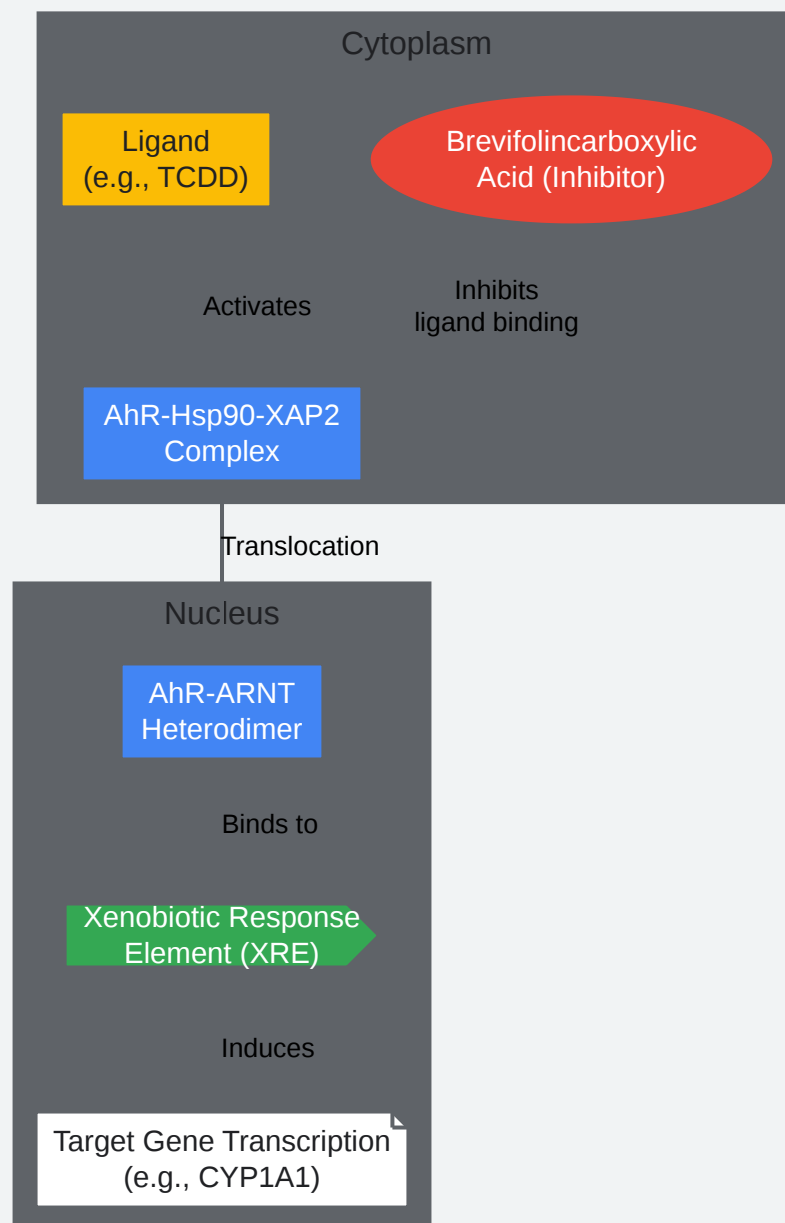 Cytoplasm
Ligand
(e.g., TCDD)
Brevifolincarboxylic
Acid (Inhibitor)
Activates
Inhibits
ligand binding
AhR-Hsp90-XAP2
Complex
Translocation
Nucleus
AhR-ARNT
Heterodimer
Binds to
Xenobiotic Response
Element (XRE)
Induces
Target Gene Transcription
(e.g., CYP1A1)